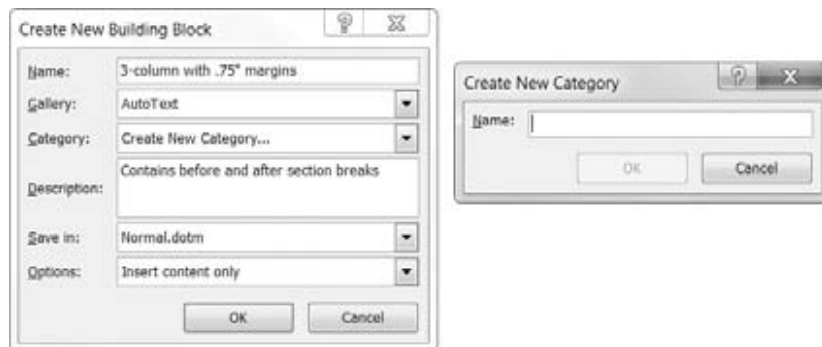 Create New Building Block
Name: 3-column with .75" margins
Gallery: AutoText
Category: Create New Category...
Description: Contains before and after section breaks
Save in: Normal.dotm
Options: Insert content only
OK Cancel
Create New Category
Name:
OK Cancel